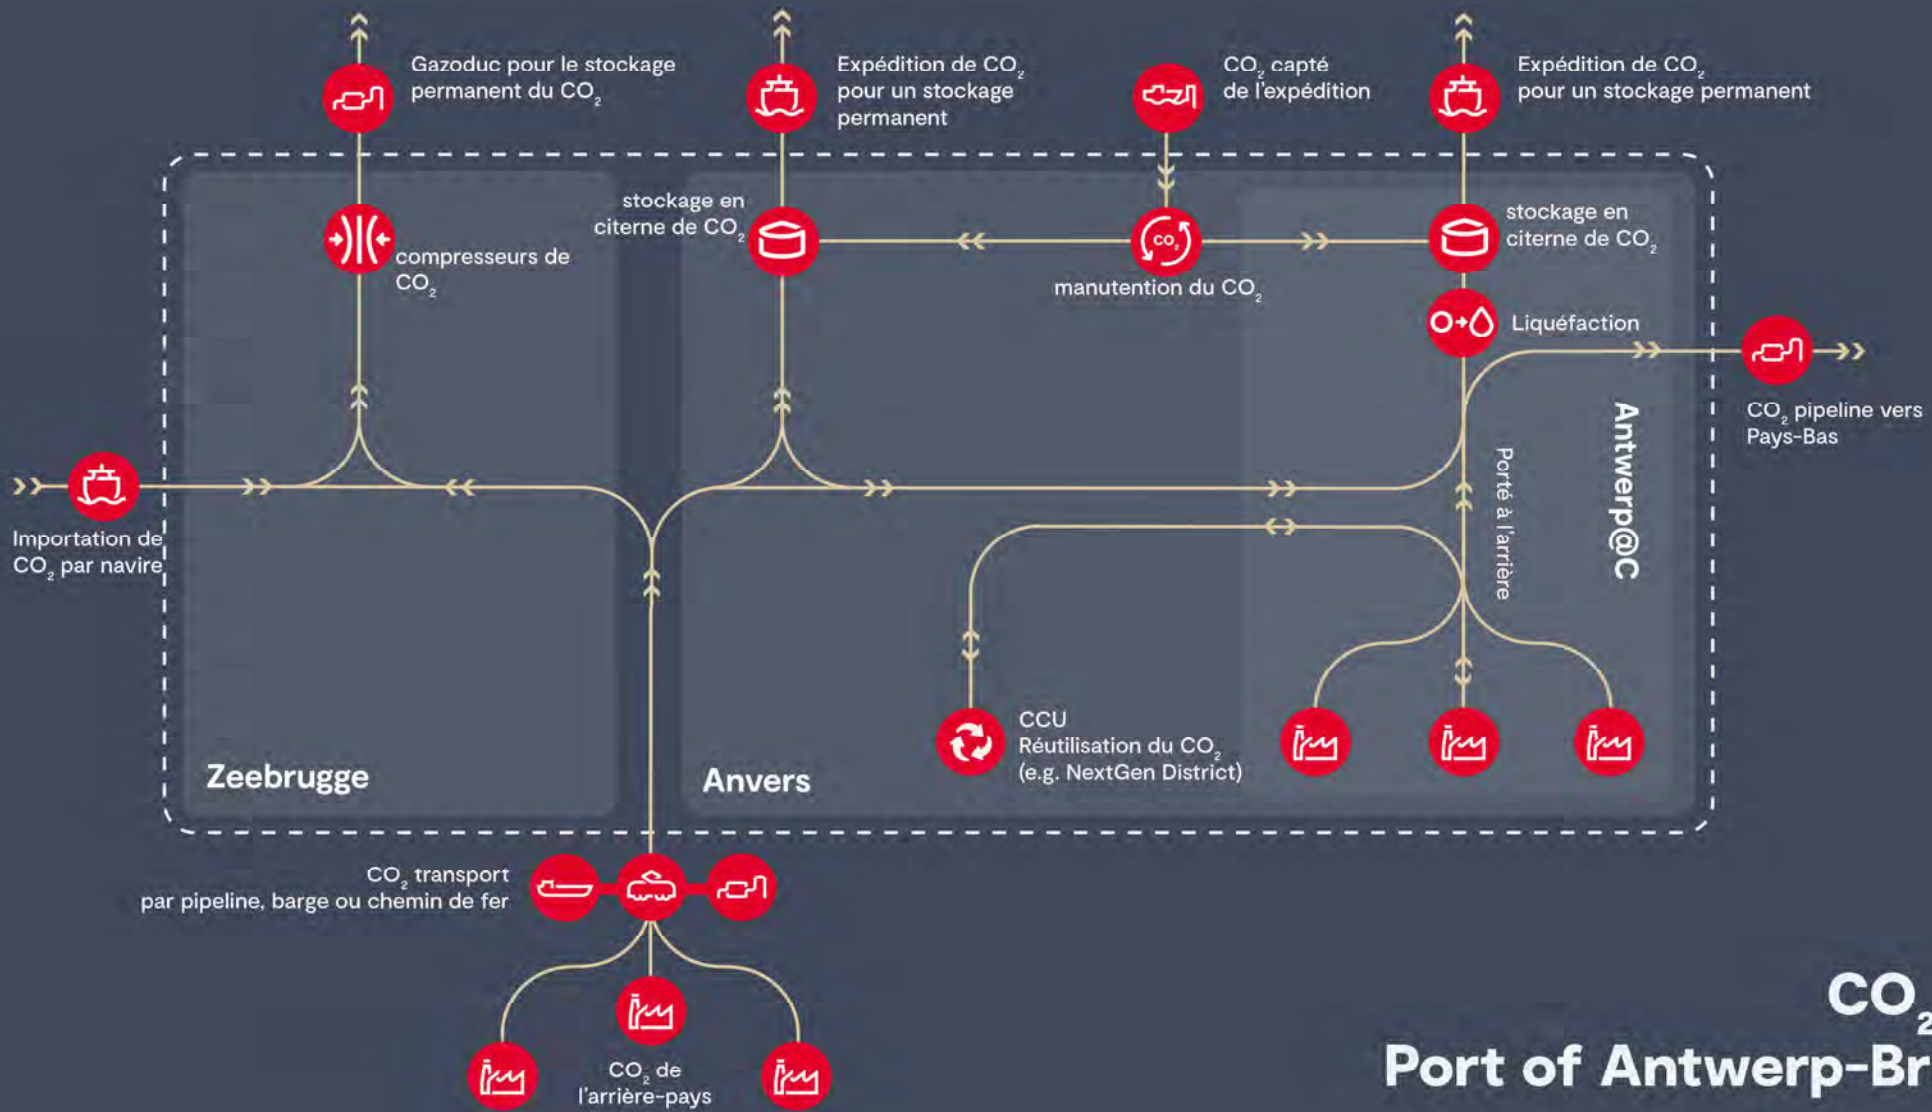 Gazoduc pour le stockage
permanent du CO₂
Expédition de CO₂
pour un stockage
permanent
CO₂ capté
de l'expédition
Expédition de CO₂
pour un stockage permanent
compresseurs de
CO₂
stockage en
citerne de CO₂
CO₂
manutention du CO₂
stockage en
citerne de CO₂
Liquéfaction
CO₂ pipeline vers
Pays-Bas
Antwerp@C
Porté à l'arrière
Importation de
CO₂ par navire
CCU
Réutilisation du CO₂
(e.g. NextGen District)
Zeebrugge
Anvers
CO₂ transport
par pipeline, barge ou chemin de fer
CO₂ de
l'arrière-pays
CO₂
Port of Antwerp-Br